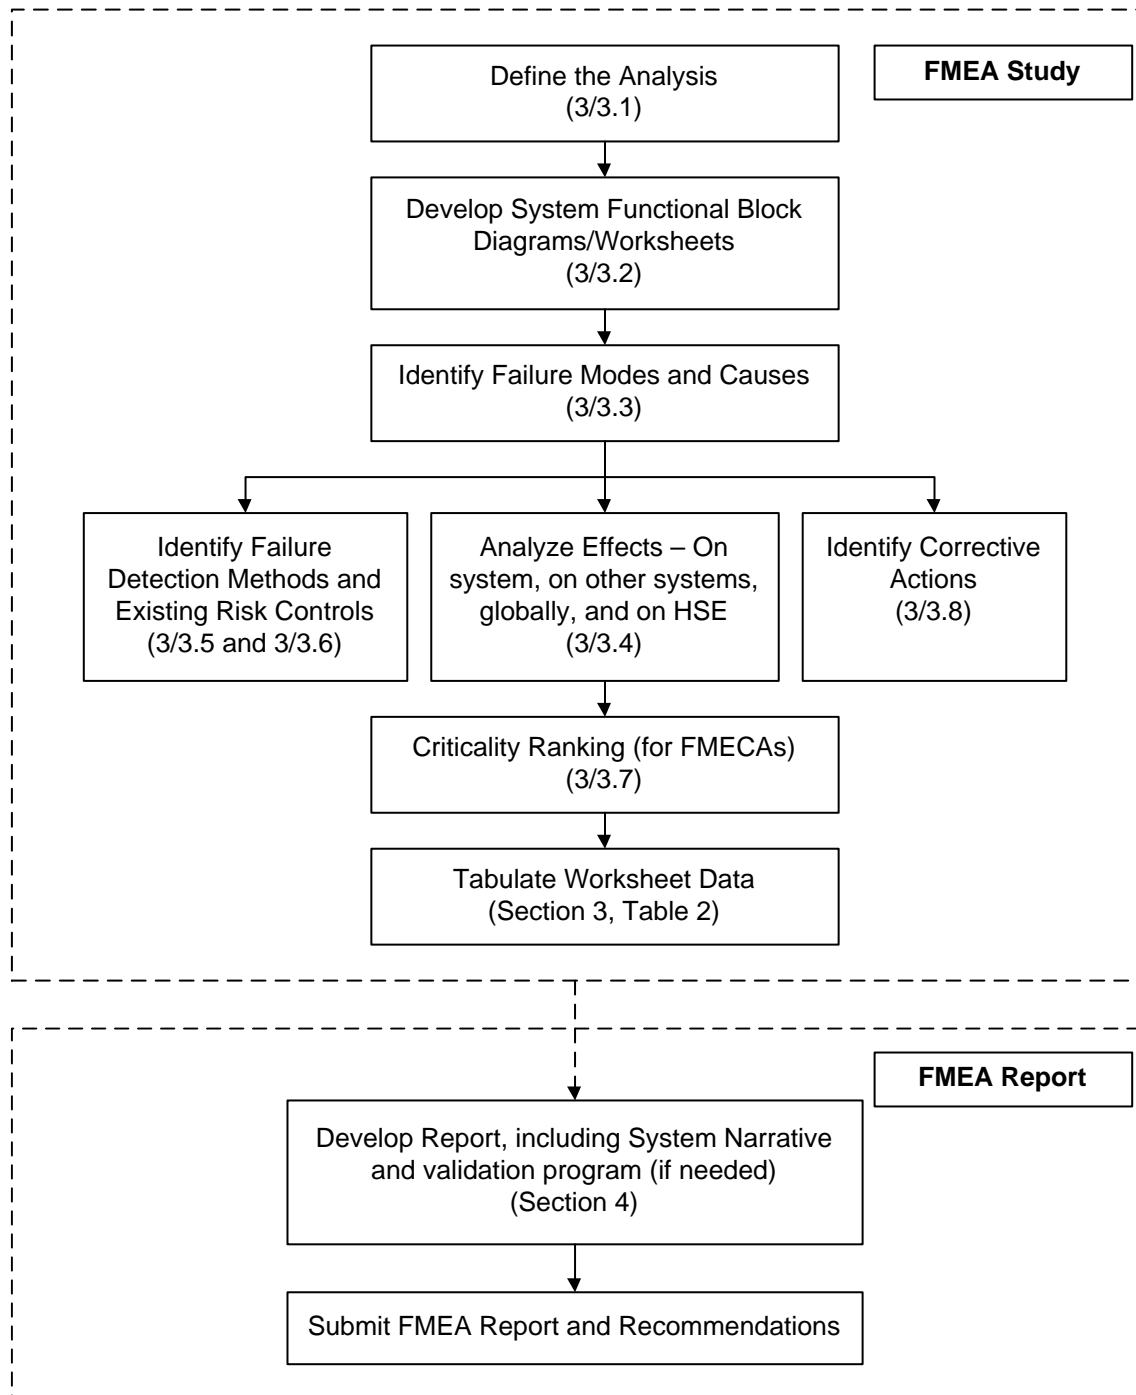 FMEA Study
Define the Analysis
(3/3.1)
Develop System Functional Block
Diagrams/Worksheets
(3/3.2)
Identify Failure Modes and Causes
(3/3.3)
Identify Failure
Detection Methods and
Existing Risk Controls
(3/3.5 and 3/3.6)
Analyze Effects – On
system, on other systems,
globally, and on HSE
(3/3.4)
Identify Corrective
Actions
(3/3.8)
Criticality Ranking (for FMECAs)
(3/3.7)
Tabulate Worksheet Data
(Section 3, Table 2)
FMEA Report
Develop Report, including System Narrative
and validation program (if needed)
(Section 4)
Submit FMEA Report and Recommendations